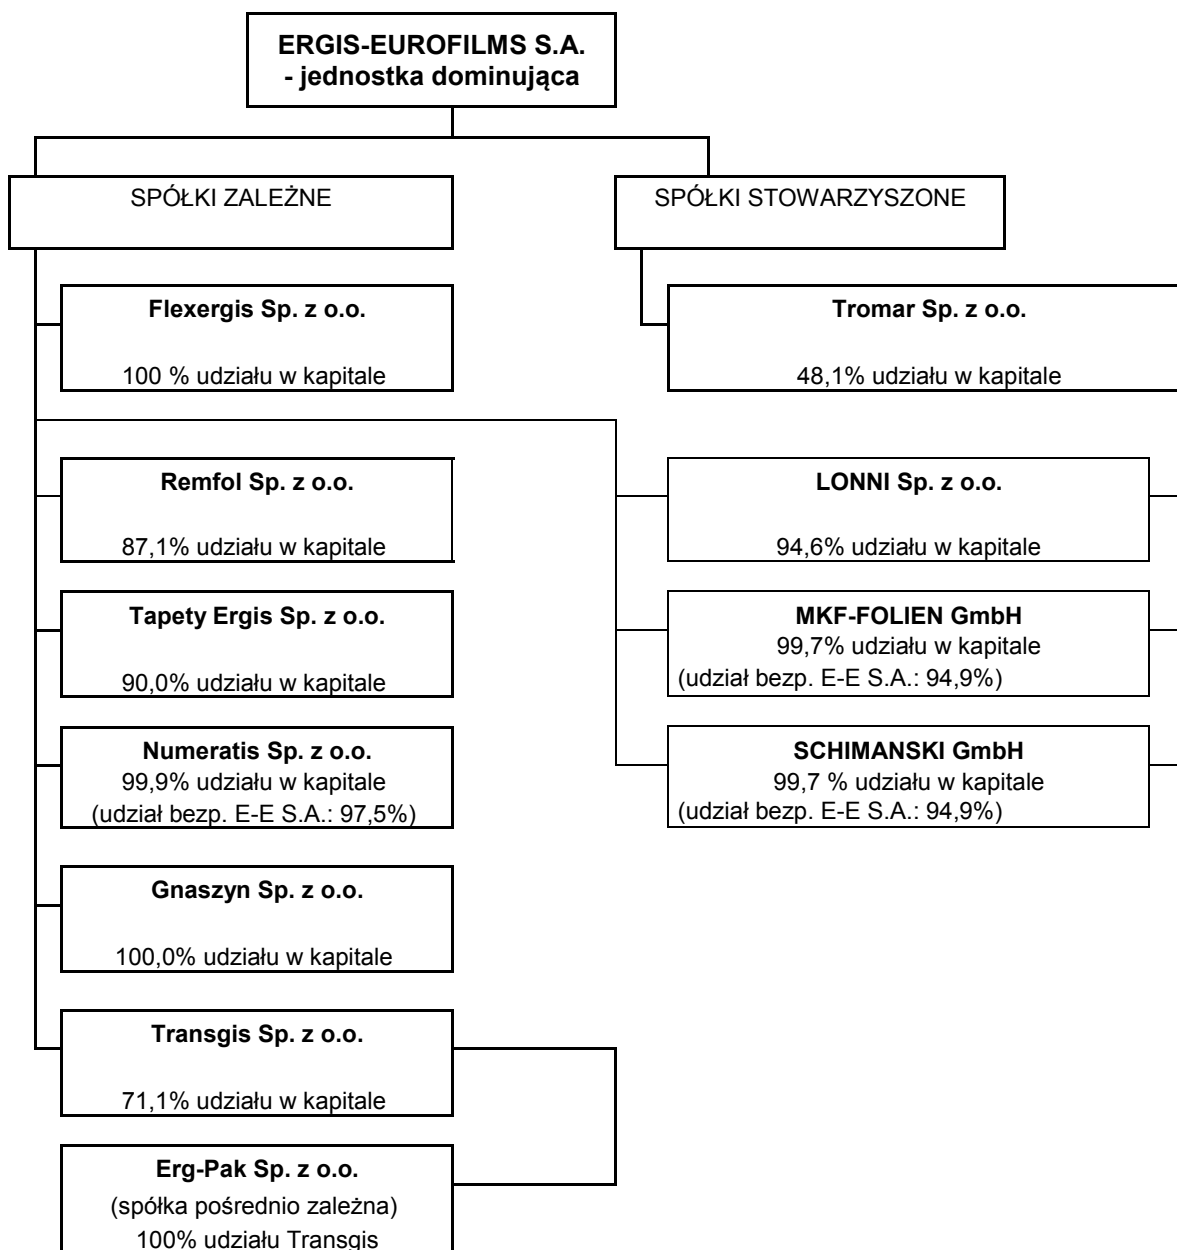 ERGIS-EUROFILMS S.A.
- jednostka dominująca
SPÓŁKI ZALEŻNE
SPÓŁKI STOWARZYSZONE
Flexergis Sp. z o.o.
100 % udziału w kapitale
Tromar Sp. z o.o.
48,1% udziału w kapitale
Remfol Sp. z o.o.
87,1% udziału w kapitale
LONNI Sp. z o.o.
94,6% udziału w kapitale
Tapety Ergis Sp. z o.o.
90,0% udziału w kapitale
MKF-FOLIEN GmbH
99,7% udziału w kapitale
(udział bezp. E-E S.A.: 94,9%)
Numeratis Sp. z o.o.
99,9% udziału w kapitale
(udział bezp. E-E S.A.: 97,5%)
SCHIMANSKI GmbH
99,7 % udziału w kapitale
(udział bezp. E-E S.A.: 94,9%)
Gnaszyn Sp. z o.o.
100,0% udziału w kapitale
Transgis Sp. z o.o.
71,1% udziału w kapitale
Erg-Pak Sp. z o.o.
(spółka pośrednio zależna)
100% udziału Transgis